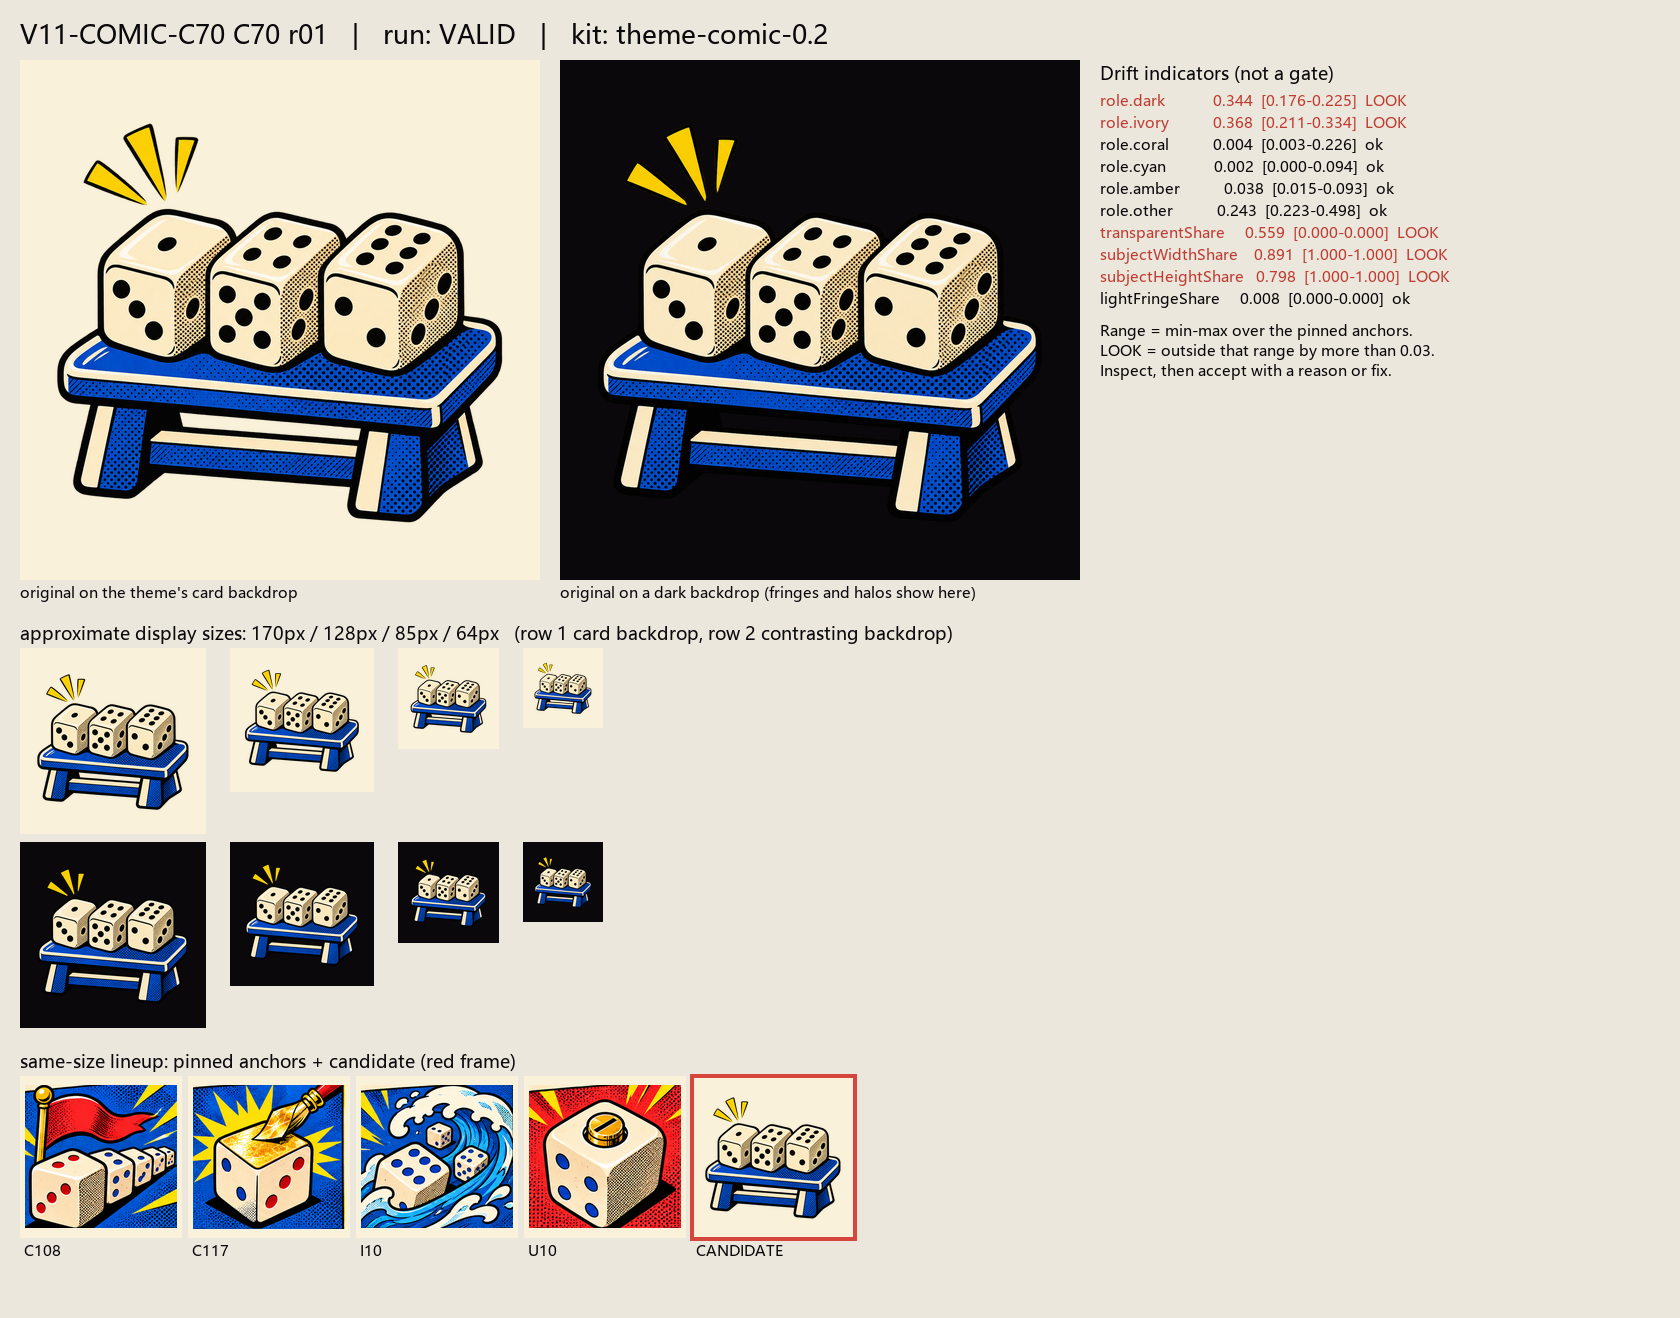 V11-COMIC-C70 C70 r01 | run: VALID | kit: theme-comic-0.2
Drift indicators (not a gate)
role.dark 0.344 [0.176-0.225] LOOK
role.ivory 0.368 [0.211-0.334] LOOK
role.coral 0.004 [0.003-0.226] ok
role.cyan 0.002 [0.000-0.094] ok
role.amber 0.038 [0.015-0.093] ok
role.other 0.243 [0.223-0.498] ok
transparentShare 0.559 [0.000-0.000] LOOK
subjectWidthShare 0.891 [1.000-1.000] LOOK
subjectHeightShare 0.798 [1.000-1.000] LOOK
lightFringeShare 0.008 [0.000-0.000] ok
Range = min-max over the pinned anchors.
LOOK = outside that range by more than 0.03.
Inspect, then accept with a reason or fix.
original on the theme's card backdrop
original on a dark backdrop (fringes and halos show here)
approximate display sizes: 170px / 128px / 85px / 64px (row 1 card backdrop, row 2 contrasting backdrop)
same-size lineup: pinned anchors + candidate (red frame)
C108
C117
I10
U10
CANDIDATE